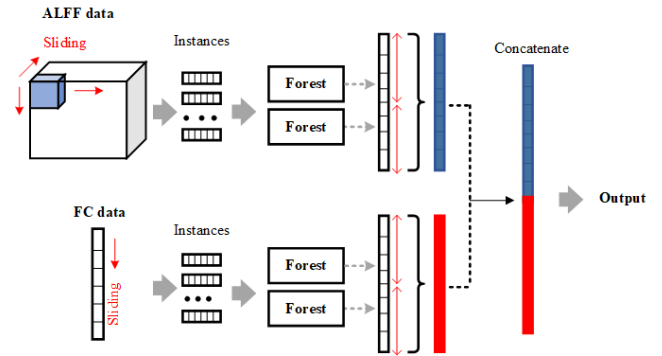 ALFF data
Sliding
Instances
Forest
Forest
Concatenate
Output
FC data
Sliding
Instances
Forest
Forest